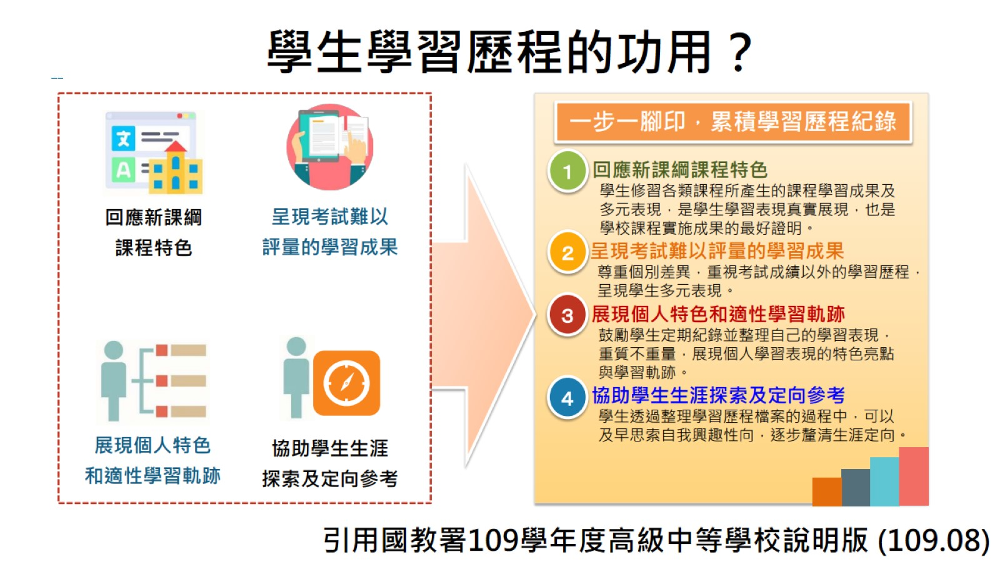 學生學習歷程的功用？
文
A
回應新課綱
課程特色
呈現考試難以
評量的學習成果
展現個人特色
和適性學習軌跡
協助學生生涯
探索及定向參考
一步一腳印，累積學習歷程紀錄
1 回應新課綱課程特色
學生修習各類課程所產生的課程學習成果及
多元表現，是學生學習表現真實展現，也是
學校課程實施成果的最好證明。
2 呈現考試難以評量的學習成果
尊重個別差異，重視考試成績以外的學習歷程，
呈現學生多元表現。
3 展現個人特色和適性學習軌跡
鼓勵學生定期紀錄並整理自己的學習表現，
重質不重量，展現個人學習表現的特色亮點
與學習軌跡。
4 協助學生生涯探索及定向參考
學生透過整理學習歷程檔案的過程中，可以
及早思索自我興趣性向，逐步釐清生涯定向。
引用國教署109學年度高級中等學校說明版 (109.08)